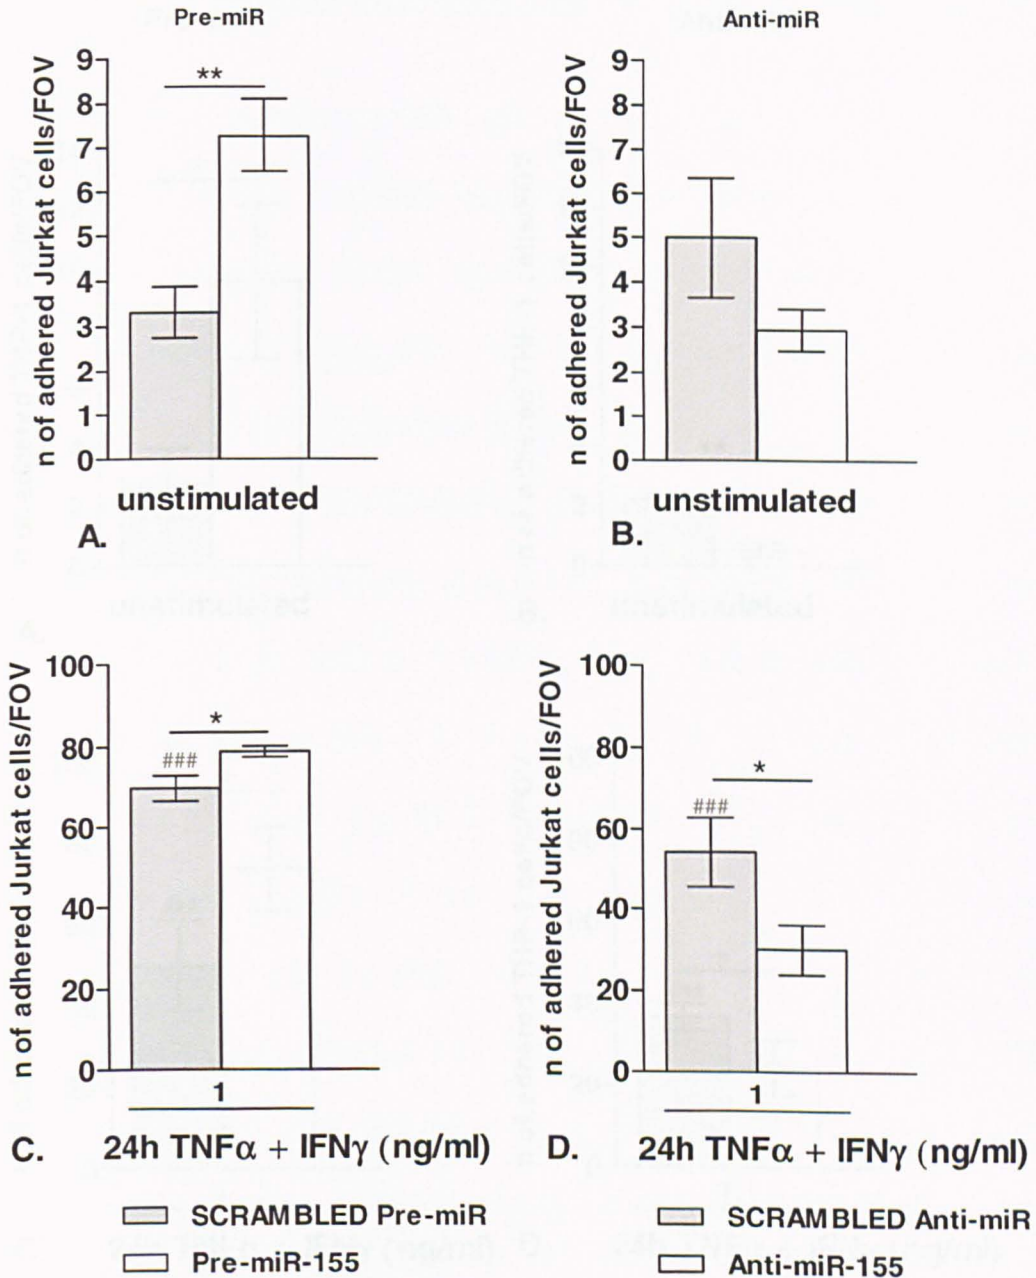 Pre-miR
n of adhered Jurkat cells/FOV
9
8
7
6
5
4
3
2
1
0
**
unstimulated
A.
Anti-miR
n of adhered Jurkat cells/FOV
9
8
7
6
5
4
3
2
1
0
unstimulated
B.
n of adhered Jurkat cells/FOV
100
80
60
40
20
0
*
###
1
C.
24h TNFα + IFNγ (ng/ml)
SCRAMBLED Pre-miR
Pre-miR-155
n of adhered Jurkat cells/FOV
100
80
60
40
20
0
*
###
1
D.
24h TNFα + IFNγ (ng/ml)
SCRAMBLED Anti-miR
Anti-miR-155